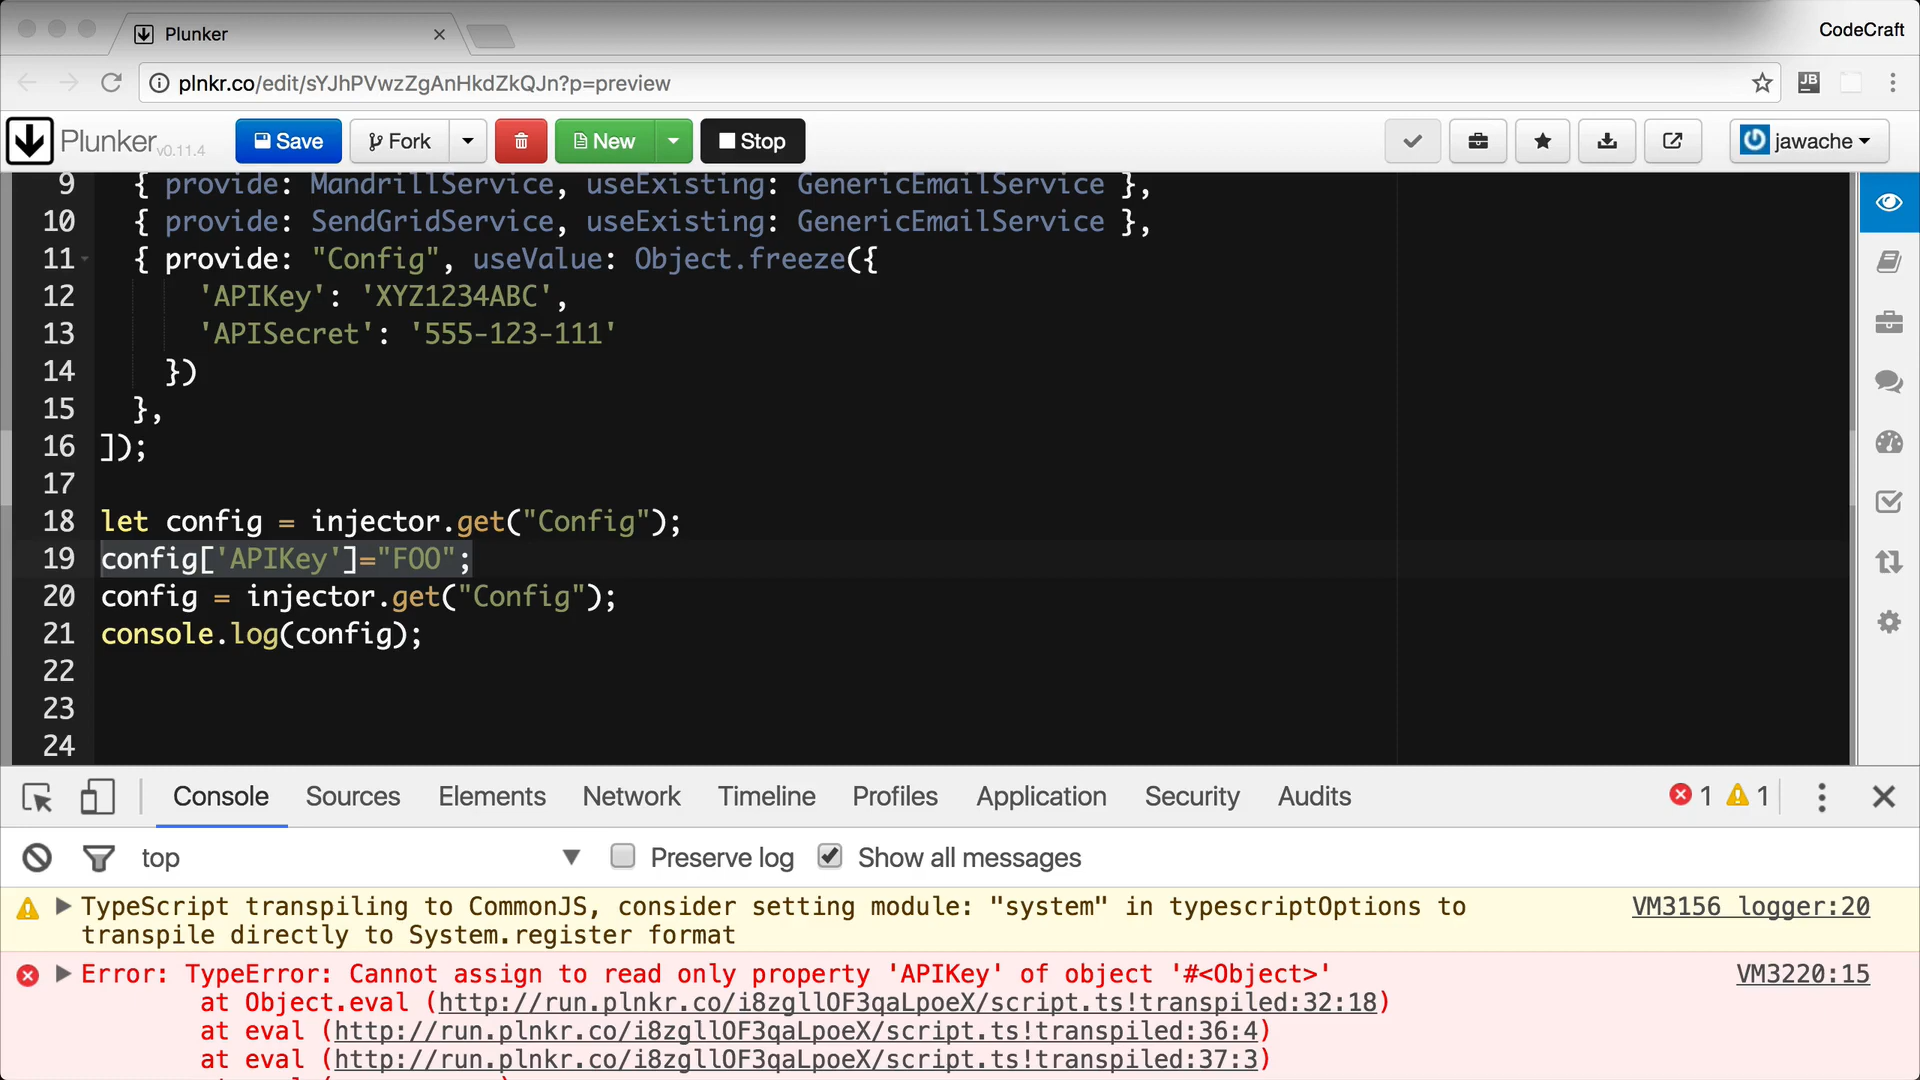 Plunker
CodeCraft
plnkr.co/edit/sYJhPVwzZgAnHkdZkQJn?p=preview
JB
Plunker v0.11.4
Save
Fork
New
Stop
jawache
9 { provide: MandrillService, useExisting: GenericEmailService },
10 { provide: SendGridService, useExisting: GenericEmailService },
11 { provide: "Config", useValue: Object.freeze({
12 'APIKey': 'XYZ1234ABC',
13 'APISecret': '555-123-111'
14 })
15 },
16 ]);
17
18 let config = injector.get("Config");
19 config['APIKey']="FOO";
20 config = injector.get("Config");
21 console.log(config);
22
23
24
Console Sources Elements Network Timeline Profiles Application Security Audits 1 1
top Preserve log Show all messages
TypeScript transpiling to CommonJS, consider setting module: "system" in typescriptOptions to VM3156 logger:20
transpile directly to System.register format
Error: TypeError: Cannot assign to read only property 'APIKey' of object '#<Object>' VM3220:15
at Object.eval (http://run.plnkr.co/i8zgllOF3qaLpoeX/script.ts!transpiled:32:18)
at eval (http://run.plnkr.co/i8zgllOF3qaLpoeX/script.ts!transpiled:36:4)
at eval (http://run.plnkr.co/i8zgllOF3qaLpoeX/script.ts!transpiled:37:3)